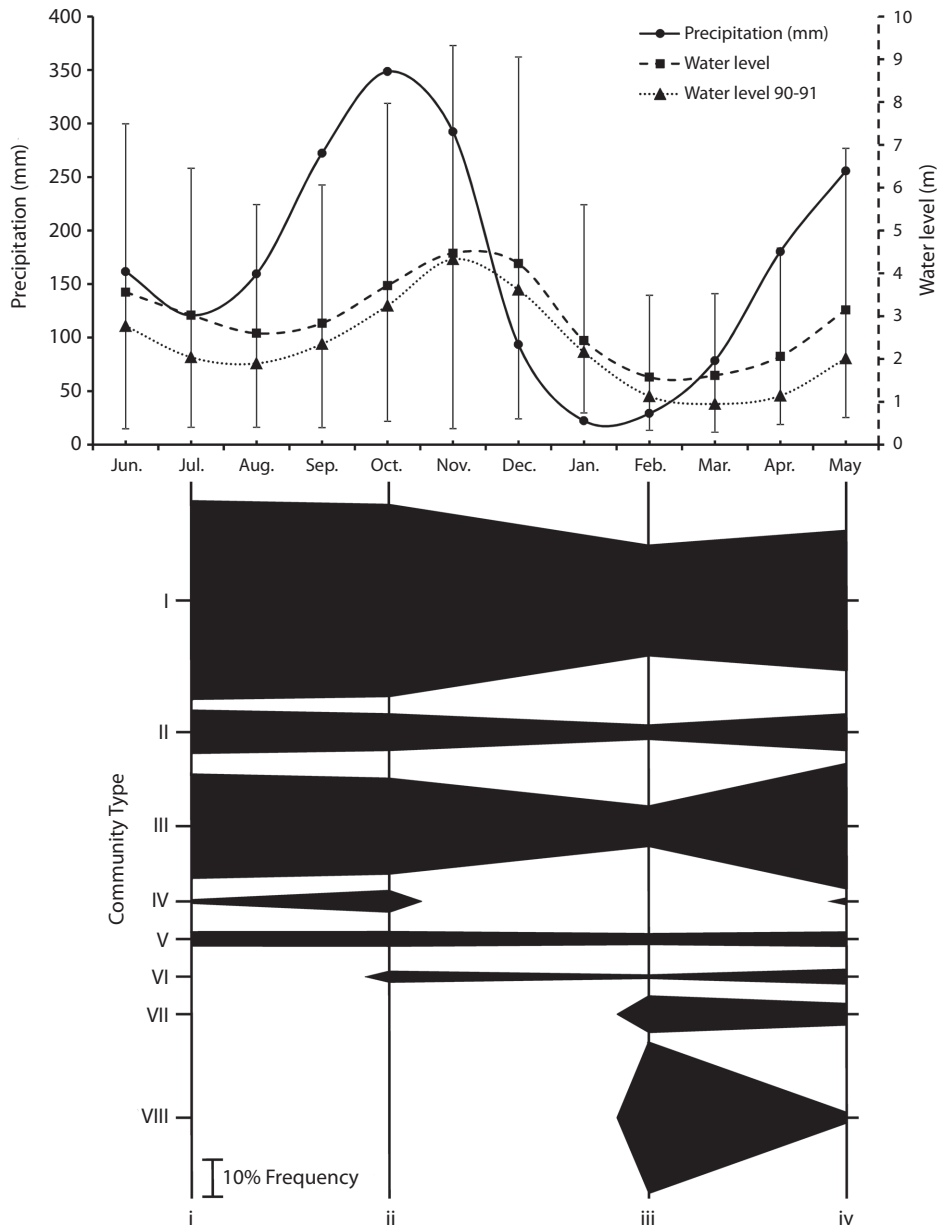 Precipitation (mm)
400
350
300
250
200
150
100
50
0
Precipitation (mm)
Water level
Water level 90-91
10
9
8
7
6
5
4
3
2
1
0
Water level (m)
Jun. Jul. Aug. Sep. Oct. Nov. Dec. Jan. Feb. Mar. Apr. May
Community Type
I
II
III
IV
V
VI
VII
VIII
10% Frequency
i ii iii iv